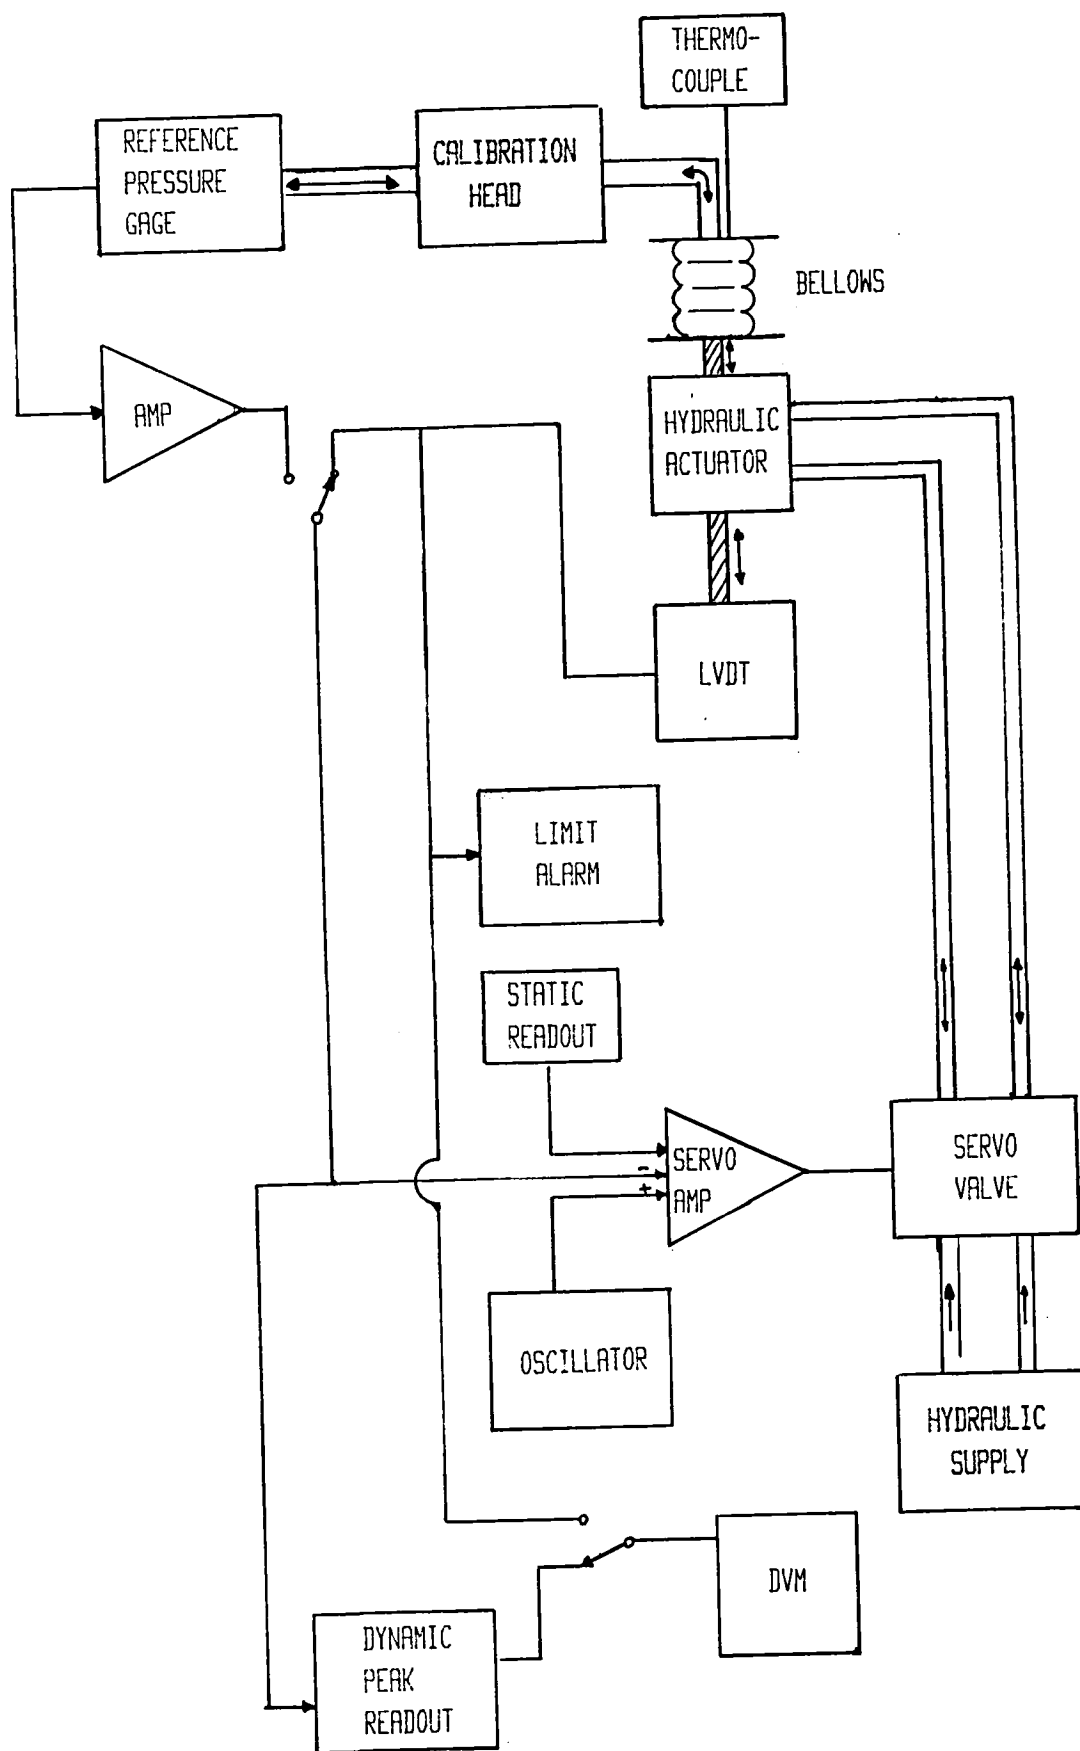 THERMO-
COUPLE
REFERENCE
PRESSURE
GAGE
CALIBRATION
HEAD
BELLOWS
AMP
HYDRAULIC
ACTUATOR
LVDT
LIMIT
ALARM
STATIC
READOUT
SERVO
AMP
-
+
SERVO
VALVE
OSCILLATOR
HYDRAULIC
SUPPLY
DVM
DYNAMIC
PEAK
READOUT